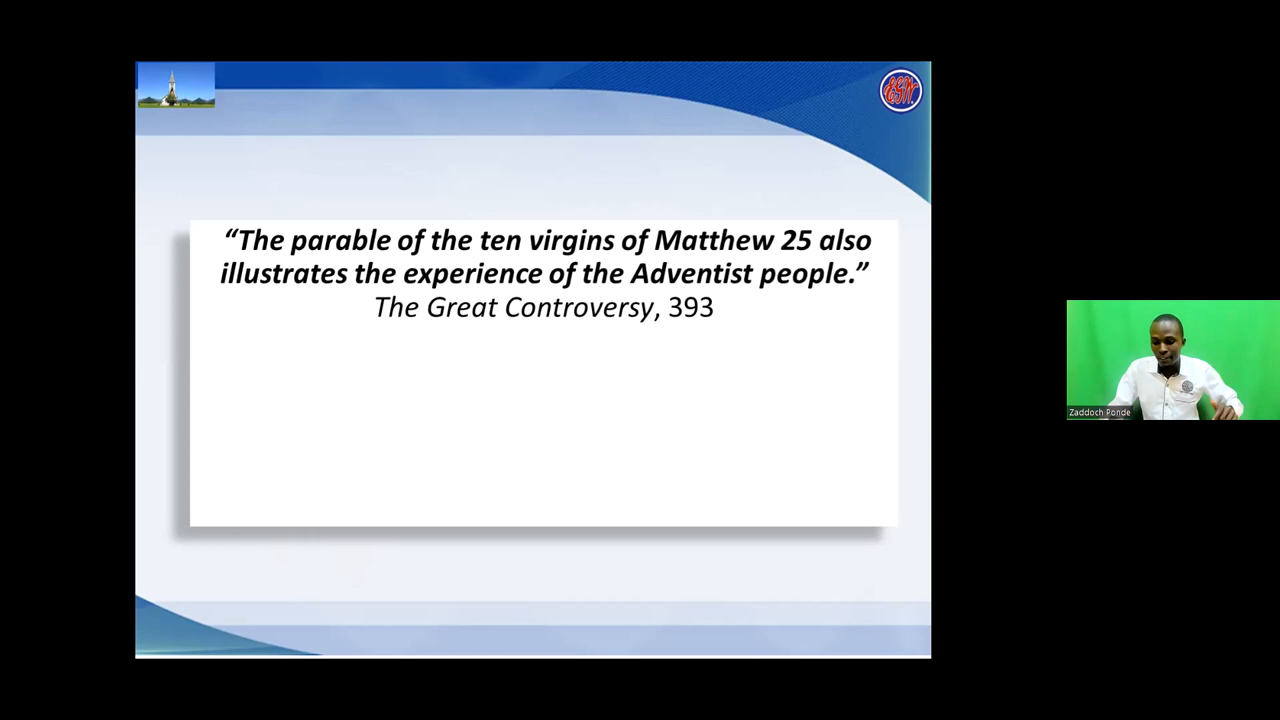 “The parable of the ten virgins of Matthew 25 also
illustrates the experience of the Adventist people.”
The Great Controversy, 393
Zaddoch Ponde